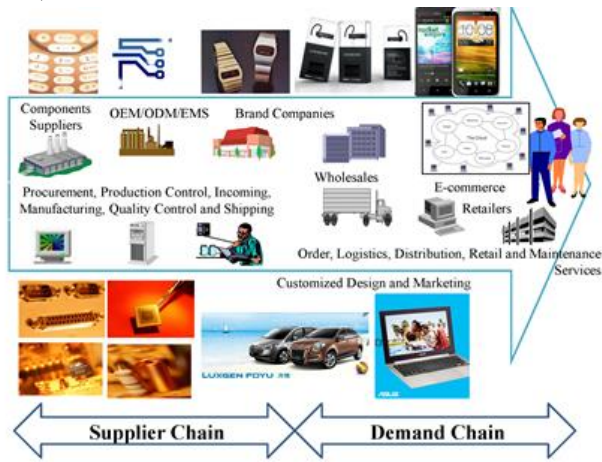 Components
Suppliers
OEM/ODM/EMS
Brand Companies
Wholesales
E-commerce
Retailers
Procurement, Production Control, Incoming,
Manufacturing, Quality Control and Shipping
Order, Logistics, Distribution, Retail and Maintenance
Services
Customized Design and Marketing
LUXGEN
ASUS
Supplier Chain
Demand Chain